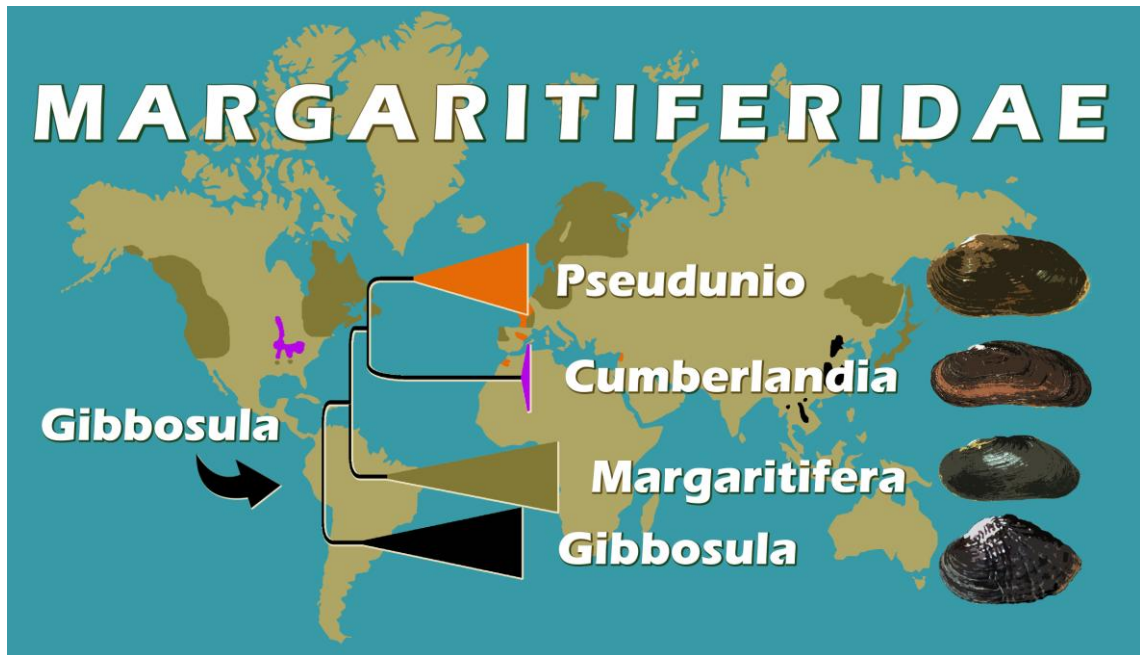 MARGARITIFERIDAE
Pseudunio
Cumberlandia
Gibbosula
Margaritifera
Gibbosula